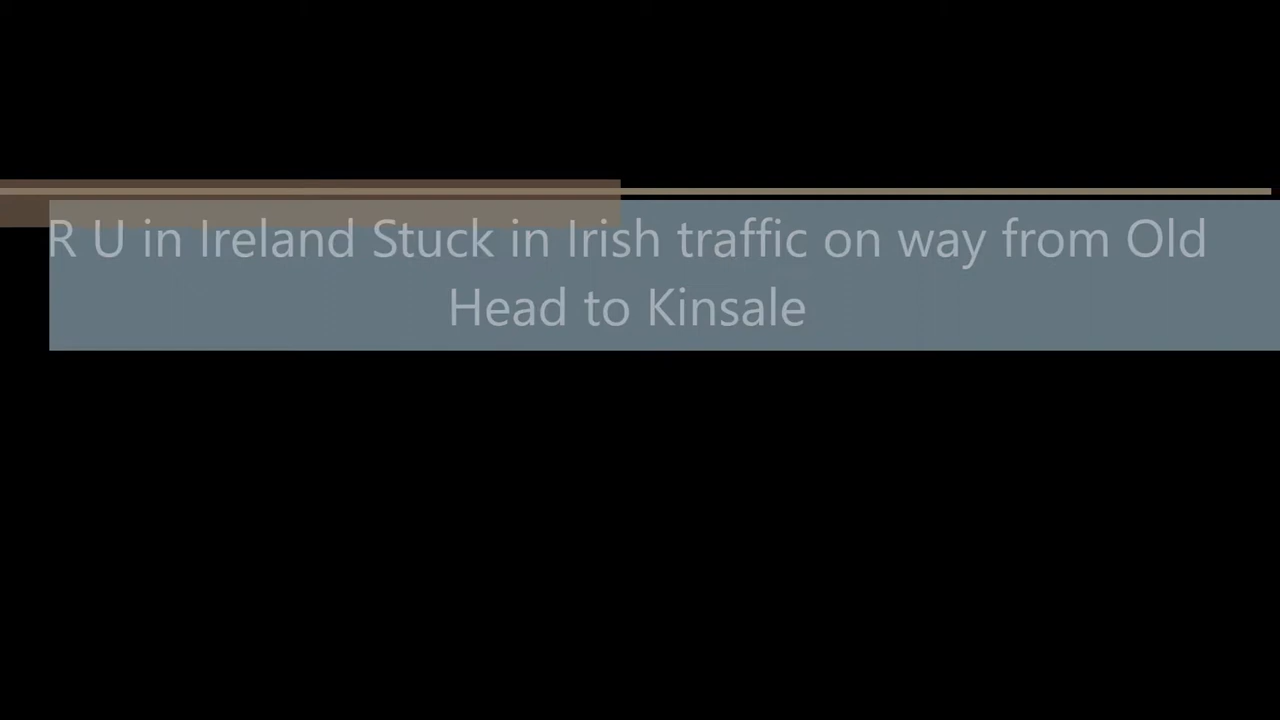 R U in Ireland Stuck in Irish traffic on way from Old
Head to Kinsale